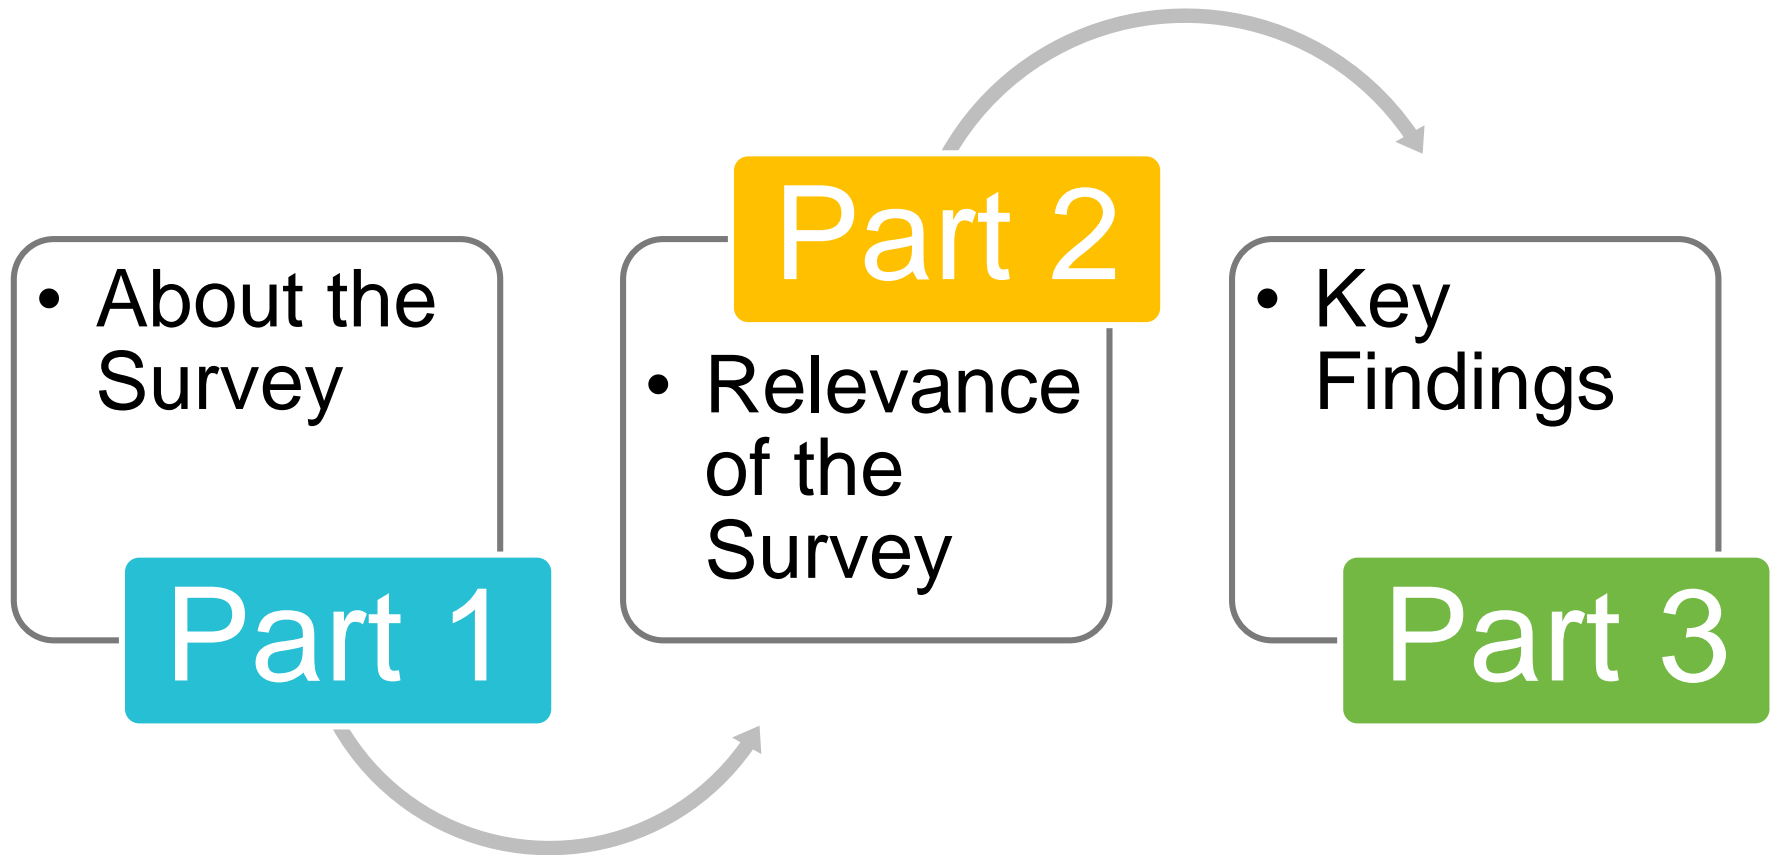 • About the
Survey
Part 1
Part 2
• Relevance
of the
Survey
• Key
Findings
Part 3